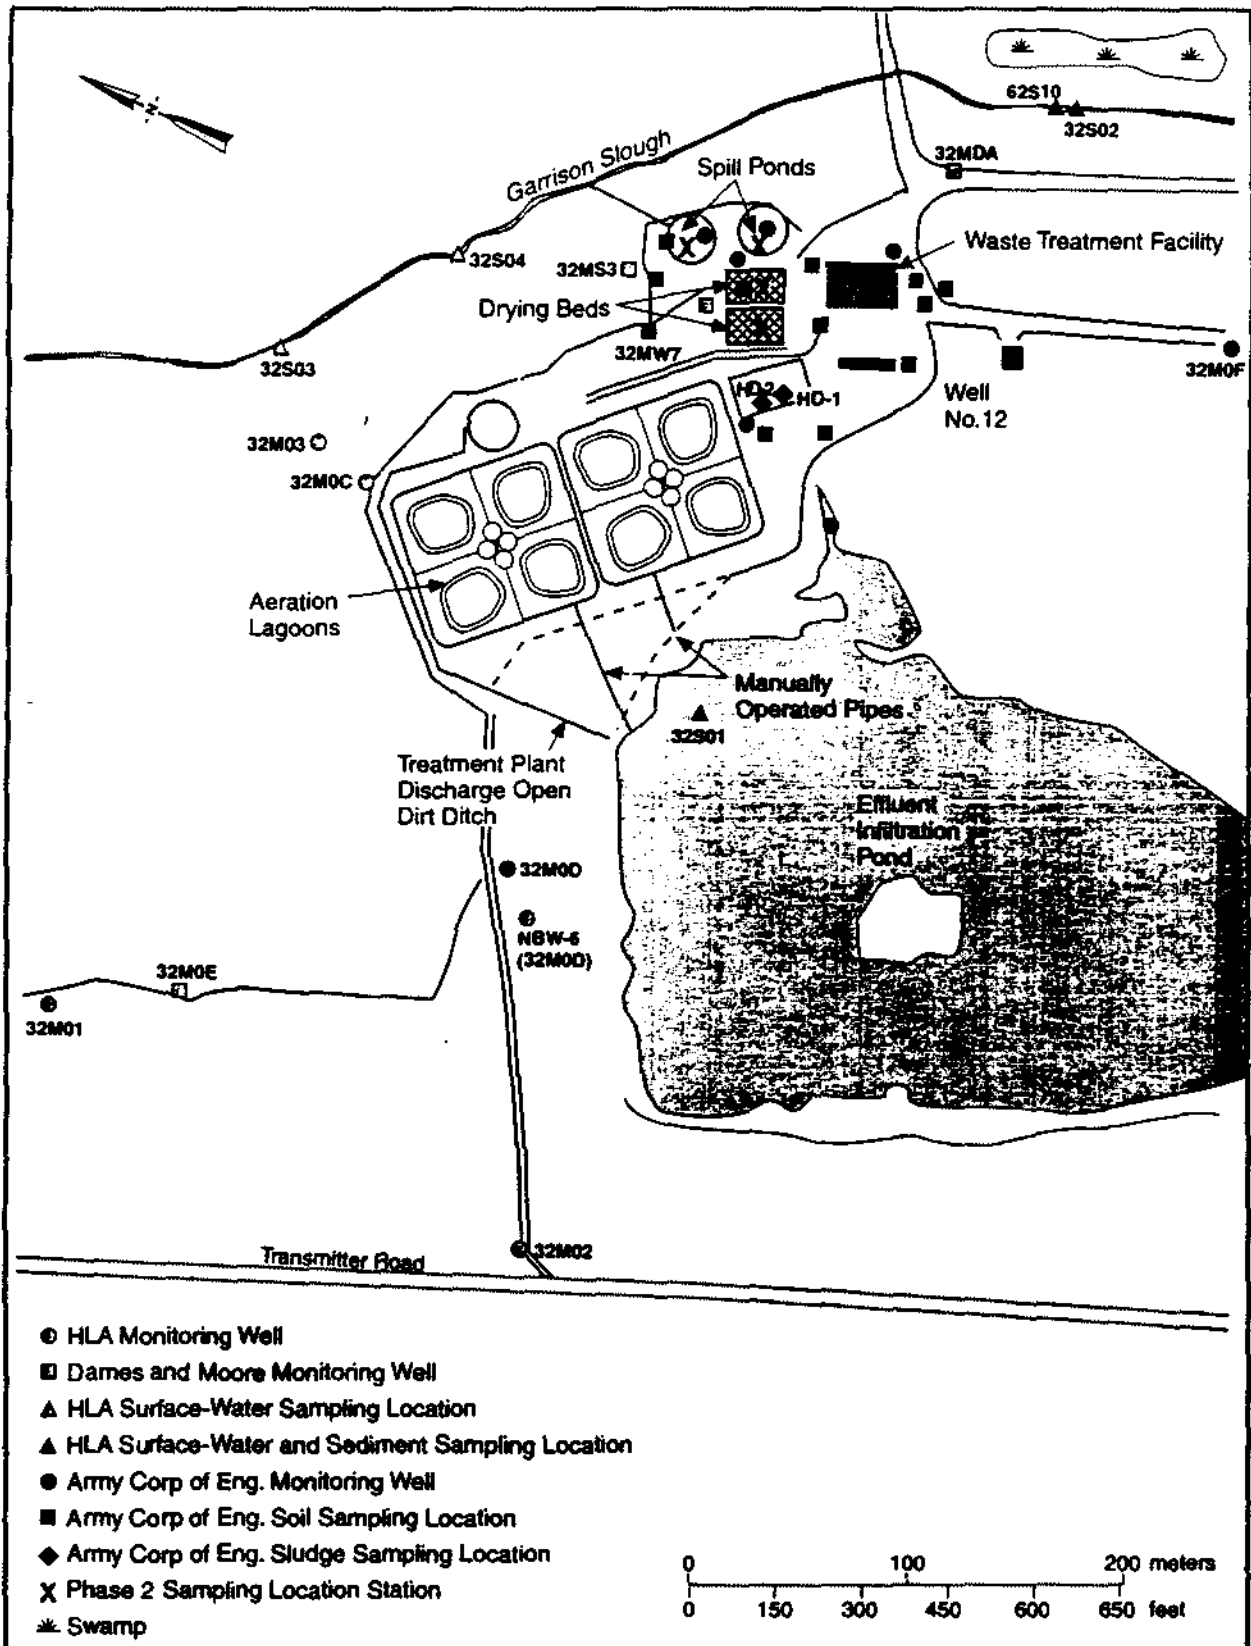 62S10
32S02
N
32MDA
Garrison Slough
Spill Ponds
Waste Treatment Facility
32S04
32MS3
Drying Beds
32MW7
32S03
32M0F
HD-2
HD-1
Well
No.12
32M03
32M0C
Aeration
Lagoons
Manually
Operated Pipes
32S01
Treatment Plant
Discharge Open
Dirt Ditch
Effluent
Infiltration
Pond
32M0D
NBW-6
(32M0D)
32M0E
32M01
32M02
Transmitter Road
HLA Monitoring Well
Dames and Moore Monitoring Well
HLA Surface-Water Sampling Location
HLA Surface-Water and Sediment Sampling Location
Army Corp of Eng. Monitoring Well
Army Corp of Eng. Soil Sampling Location
Army Corp of Eng. Sludge Sampling Location
X Phase 2 Sampling Location Station
Swamp
0 100 200 meters
0 150 300 450 600 650 feet